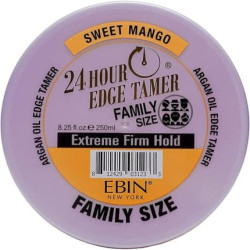 SWEET MANGO
24 HOUR
EDGE TAMER
ARGAN OIL EDGE TAMER
ARGAN OIL EDGE TAMER
FAMILY
SIZE
8.25 fl oz ℮ 250ml
Extreme Firm Hold
EBIN
NEW YORK
FAMILY SIZE